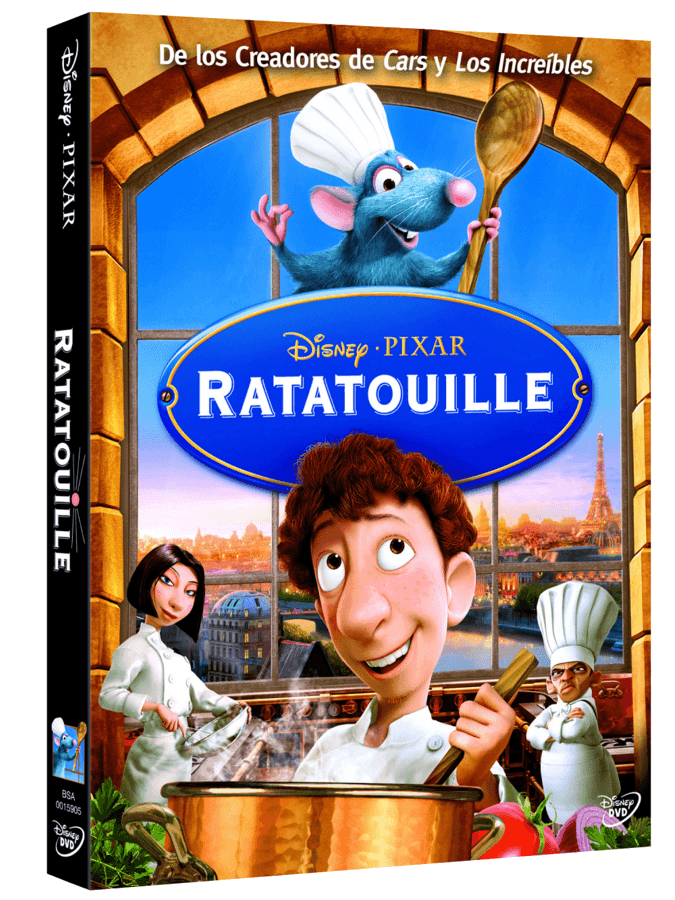 De los Creadores de Cars y Los Increíbles
DISNEY · PIXAR
RATATOUILLE
DISNEY · PIXAR
RATATOUILLE
BSA
0015905
DISNEY
DVD
DISNEY
DVD